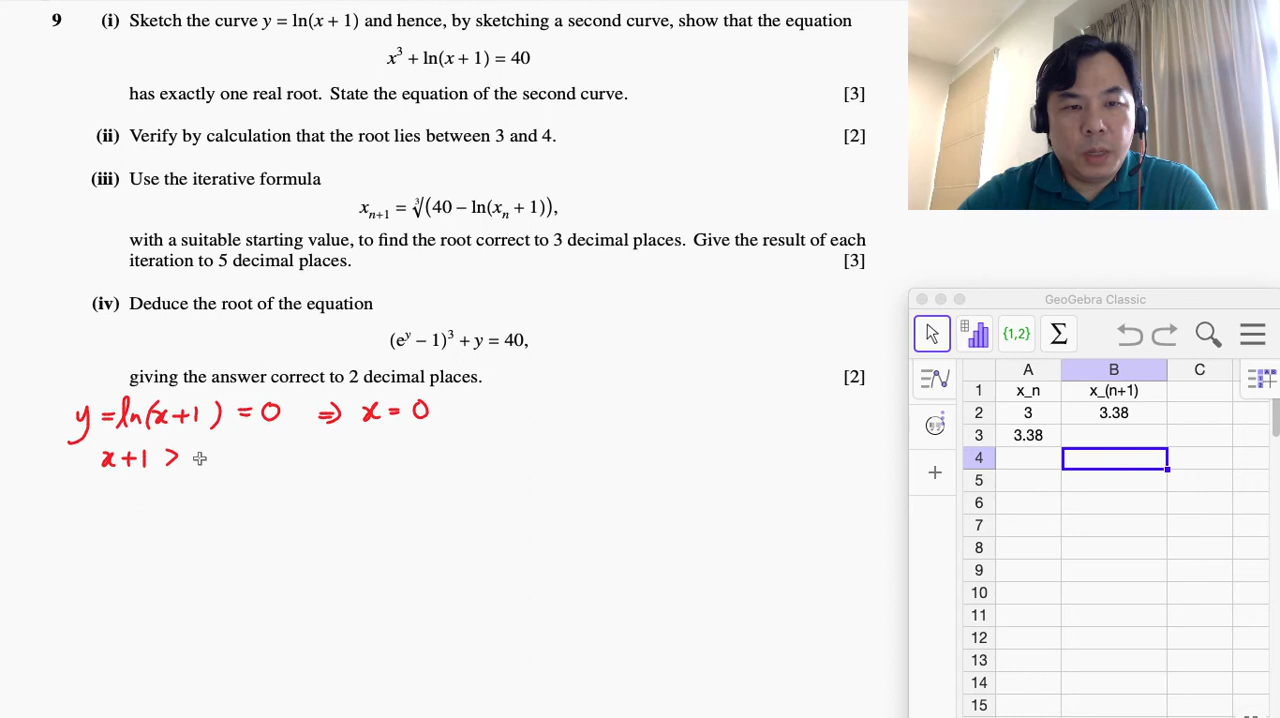 9 (i) Sketch the curve y = ln(x + 1) and hence, by sketching a second curve, show that the equation
x³ + ln(x + 1) = 40
has exactly one real root. State the equation of the second curve. [3]
(ii) Verify by calculation that the root lies between 3 and 4. [2]
(iii) Use the iterative formula
xₙ₊₁ = ∛(40 – ln(xₙ + 1)),
with a suitable starting value, to find the root correct to 3 decimal places. Give the result of each
iteration to 5 decimal places. [3]
(iv) Deduce the root of the equation
(eʸ – 1)³ + y = 40,
giving the answer correct to 2 decimal places. [2]
y = ln(x+1) = 0 ⇒ x = 0
x+1 >
GeoGebra Classic
{1,2} Σ
A B C
1 x_n x_(n+1)
2 3 3.38
3 3.38
4
5
6
7
8
9
10
11
12
13
14
15